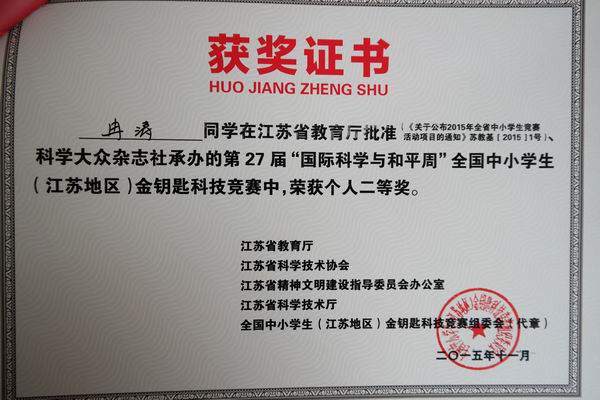 获奖证书
HUO JIANG ZHENG SHU
冉涛 同学在江苏省教育厅批准(《关于公布2015年全省中小学生竞赛活动项目的通知》苏教基[2015]1号)、
科学大众杂志社承办的第27届“国际科学与和平周”全国中小学生
(江苏地区)金钥匙科技竞赛中,荣获个人二等奖。
江苏省教育厅
江苏省科学技术协会
江苏省精神文明建设指导委员会办公室
江苏省科学技术厅
全国中小学生(江苏地区)金钥匙科技竞赛组委会(代章)
二〇一五年十一月